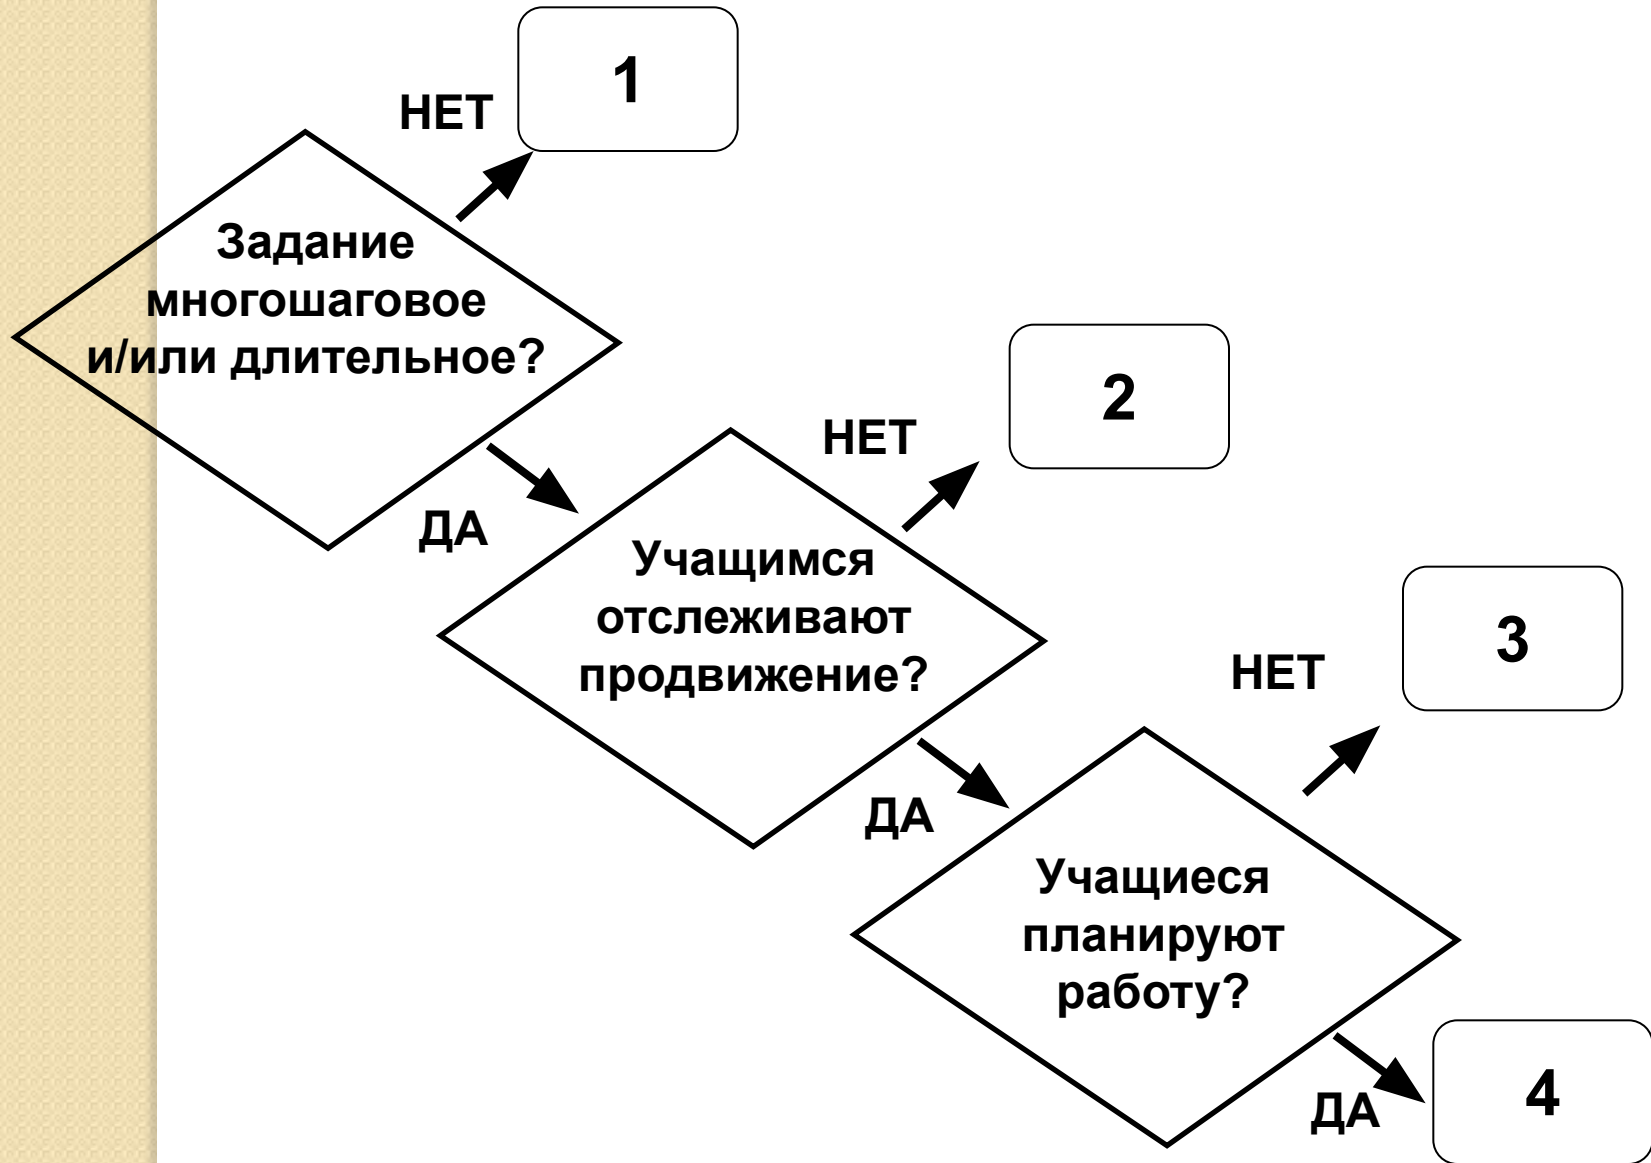 1
НЕТ
Задание
многошаговое
и/или длительное?
ДА
2
НЕТ
Учащимся
отслеживают
продвижение?
ДА
3
НЕТ
Учащиеся
планируют
работу?
ДА
4